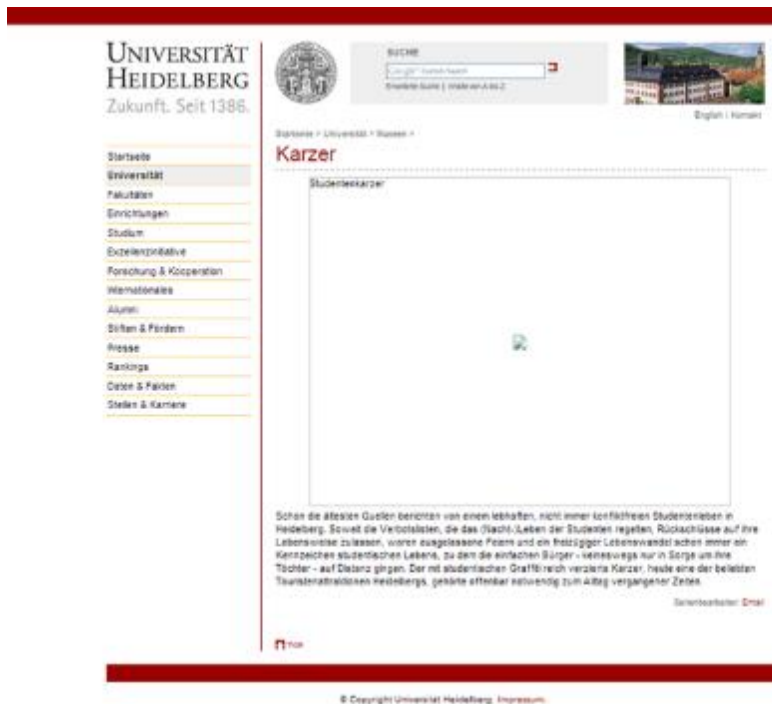 UNIVERSITÄT
HEIDELBERG
Zukunft. Seit 1386.
SUCHE
Erweiterte Suche | Inhalte von A bis Z
English | Kontakt
Startseite > Universität > Museen >
Karzer
Startseite
Universität
Fakultäten
Einrichtungen
Studium
Exzellenzinitiative
Forschung & Kooperation
Internationales
Alumni
Stiften & Fördern
Presse
Rankings
Daten & Fakten
Stellen & Karriere
Studentenkarzer
Schon die ältesten Quellen berichten von einem lebhaften, nicht immer konfliktfreien Studentenleben in
Heidelberg. Soweit die Verbotslisten, die das (Nacht-)Leben der Studenten regelten, Rückschlüsse auf ihre
Lebensweise zulassen, waren ausgelassene Feiern und ein freizügiger Lebenswandel schon immer ein
Kennzeichen studentischen Lebens, zu dem die einfachen Bürger - keineswegs nur in Sorge um ihre
Töchter - auf Distanz gingen. Der mit studentischen Graffiti reich verzierte Karzer, heute eine der beliebten
Touristenattraktionen Heidelbergs, gehörte offenbar notwendig zum Alltag vergangener Zeiten.
Seitenbearbeiter: Email
TOP
© Copyright Universität Heidelberg. Impressum.